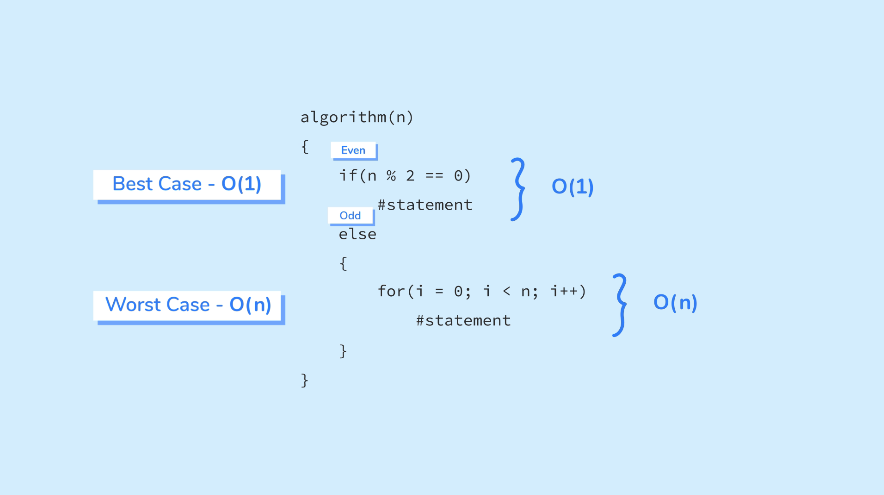 algorithm(n)
{
Even
Best Case - O(1)
if(n % 2 == 0)
O(1)
#statement
Odd
else
{
Worst Case - O(n)
for(i = 0; i < n; i++)
O(n)
#statement
}
}